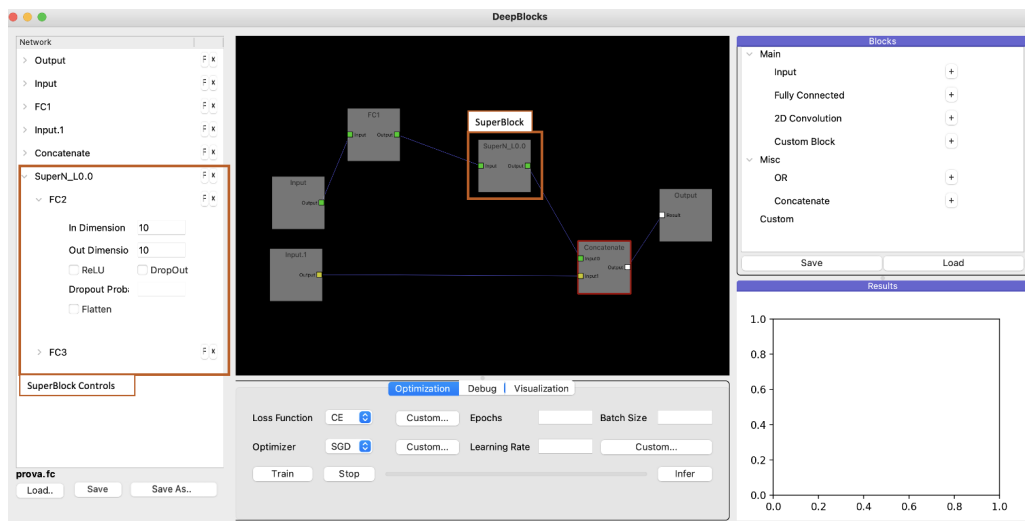 DeepBlocks
Network
Output F x
Input F x
FC1 F x
Input.1 F x
Concatenate F x
SuperN_L0.0 F x
FC2 F x
In Dimension 10
Out Dimensio 10
ReLU DropOut
Dropout Prob:
Flatten
FC3 F x
SuperBlock Controls
prova.fc
Load.. Save Save As..
FC1
Input Output
SuperBlock
SuperN_L0.0
Input Output
Input
Output
Input.1
Output
Concatenate
Input0
Output
Input1
Output
Result
Optimization Debug Visualization
Loss Function CE Custom... Epochs Batch Size
Optimizer SGD Custom... Learning Rate Custom...
Train Stop Infer
Blocks
Main
Input +
Fully Connected +
2D Convolution +
Custom Block +
Misc
OR +
Concatenate +
Custom
Save Load
Results
1.0
0.8
0.6
0.4
0.2
0.0
0.0 0.2 0.4 0.6 0.8 1.0